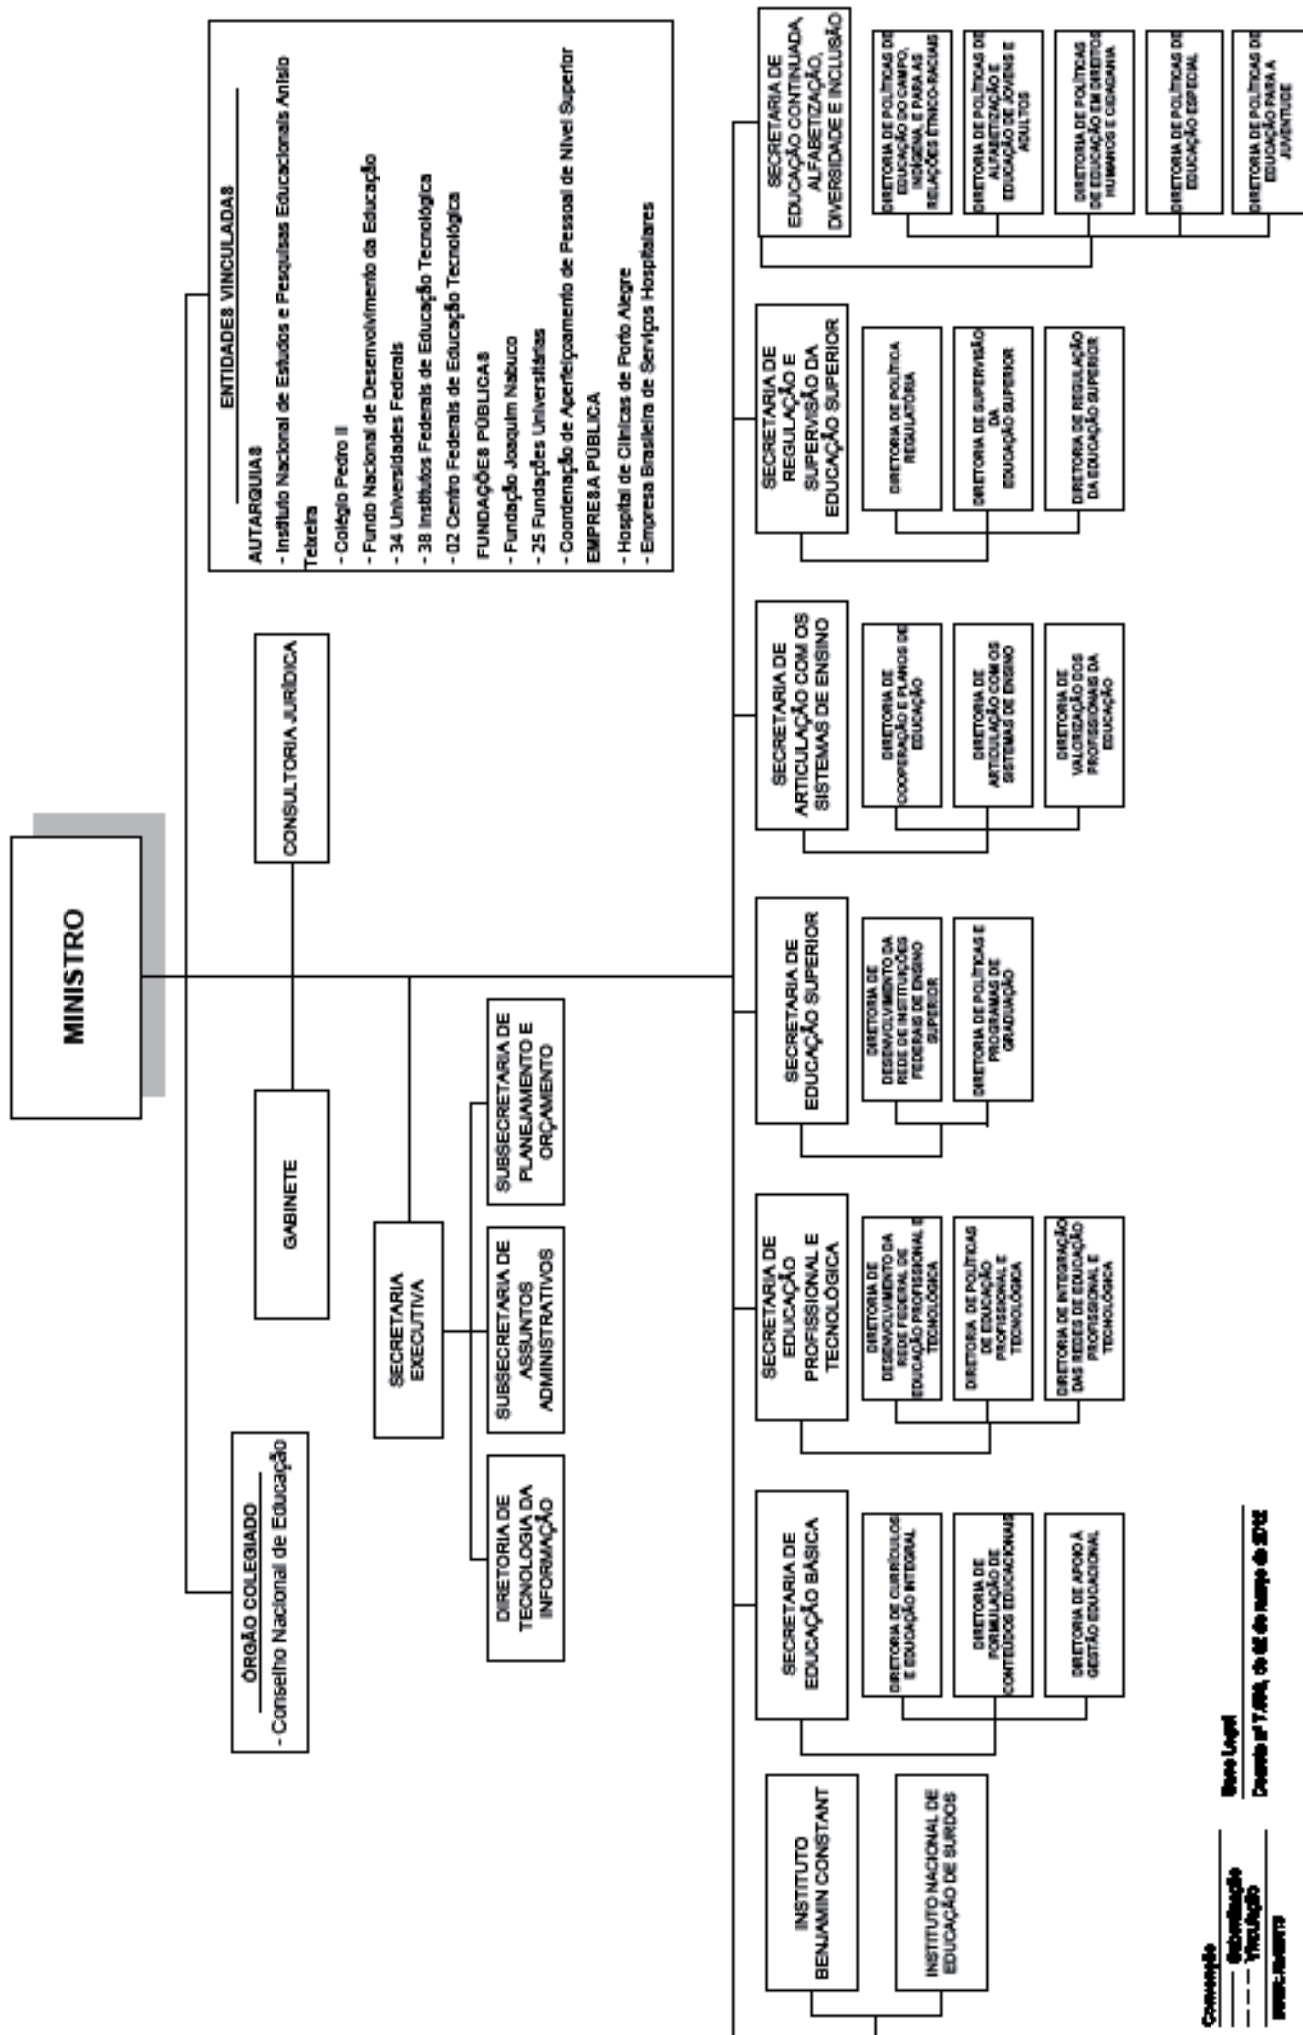 MINISTRO
ÓRGÃO COLEGIADO
- Conselho Nacional de Educação
GABINETE
CONSULTORIA JURÍDICA
ENTIDADES VINCULADAS
AUTARQUIAS
- Instituto Nacional de Estudos e Pesquisas Educacionais Anísio
Teixeira
- Colégio Pedro II
- Fundo Nacional de Desenvolvimento da Educação
- 34 Universidades Federais
- 38 Institutos Federais de Educação Tecnológica
- 02 Centro Federais de Educação Tecnológica
FUNDAÇÕES PÚBLICAS
- Fundação Joaquim Nabuco
- 25 Fundações Universitárias
- Coordenação de Aperfeiçoamento de Pessoal de Nível Superior
EMPRESA PÚBLICA
- Hospital de Clínicas de Porto Alegre
- Empresa Brasileira de Serviços Hospitalares
SECRETARIA
EXECUTIVA
DIRETORIA DE
TECNOLOGIA DA
INFORMAÇÃO
SUBSECRETARIA DE
ASSUNTOS
ADMINISTRATIVOS
SUBSECRETARIA DE
PLANEJAMENTO E
ORÇAMENTO
INSTITUTO
BENJAMIN CONSTANT
INSTITUTO NACIONAL DE
EDUCAÇÃO DE SURDOS
SECRETARIA DE
EDUCAÇÃO BÁSICA
DIRETORIA DE CURRÍCULOS
E EDUCAÇÃO INTEGRAL
DIRETORIA DE
FORMULAÇÃO DE
CONTEÚDOS EDUCACIONAIS
DIRETORIA DE APOIO À
GESTÃO EDUCACIONAL
SECRETARIA DE
EDUCAÇÃO
PROFISSIONAL E
TECNOLÓGICA
DIRETORIA DE
DESENVOLVIMENTO DA
REDE FEDERAL DE
EDUCAÇÃO PROFISSIONAL E
TECNOLÓGICA
DIRETORIA DE POLÍTICAS
DE EDUCAÇÃO
PROFISSIONAL E
TECNOLÓGICA
DIRETORIA DE INTEGRAÇÃO
DAS REDES DE EDUCAÇÃO
PROFISSIONAL E
TECNOLÓGICA
SECRETARIA DE
EDUCAÇÃO SUPERIOR
DIRETORIA DE
DESENVOLVIMENTO DA
REDE DE INSTITUIÇÕES
FEDERAIS DE ENSINO
SUPERIOR
DIRETORIA DE POLÍTICAS E
PROGRAMAS DE
GRADUAÇÃO
SECRETARIA DE
ARTICULAÇÃO COM OS
SISTEMAS DE ENSINO
DIRETORIA DE
COOPERAÇÃO E PLANOS DE
EDUCAÇÃO
DIRETORIA DE
ARTICULAÇÃO COM OS
SISTEMAS DE ENSINO
DIRETORIA DE
VALORIZAÇÃO DOS
PROFISSIONAIS DA
EDUCAÇÃO
SECRETARIA DE
REGULAÇÃO E
SUPERVISÃO DA
EDUCAÇÃO SUPERIOR
DIRETORIA DE POLÍTICA
REGULATÓRIA
DIRETORIA DE SUPERVISÃO
DA
EDUCAÇÃO SUPERIOR
DIRETORIA DE REGULAÇÃO
DA EDUCAÇÃO SUPERIOR
SECRETARIA DE
EDUCAÇÃO CONTINUADA,
ALFABETIZAÇÃO,
DIVERSIDADE E INCLUSÃO
DIRETORIA DE POLÍTICAS DE
EDUCAÇÃO DO CAMPO,
INDÍGENA, E PARA AS
RELAÇÕES ÉTNICO-RACIAIS
DIRETORIA DE POLÍTICAS DE
ALFABETIZAÇÃO E
EDUCAÇÃO DE JOVENS E
ADULTOS
DIRETORIA DE POLÍTICAS
DE EDUCAÇÃO EM DIREITOS
HUMANOS E CIDADANIA
DIRETORIA DE POLÍTICAS DE
EDUCAÇÃO ESPECIAL
DIRETORIA DE POLÍTICAS DE
EDUCAÇÃO PARA A
JUVENTUDE
Convenção
Subordinação
Vinculação
Base Legal
Decreto nº de 02 de março de 2012